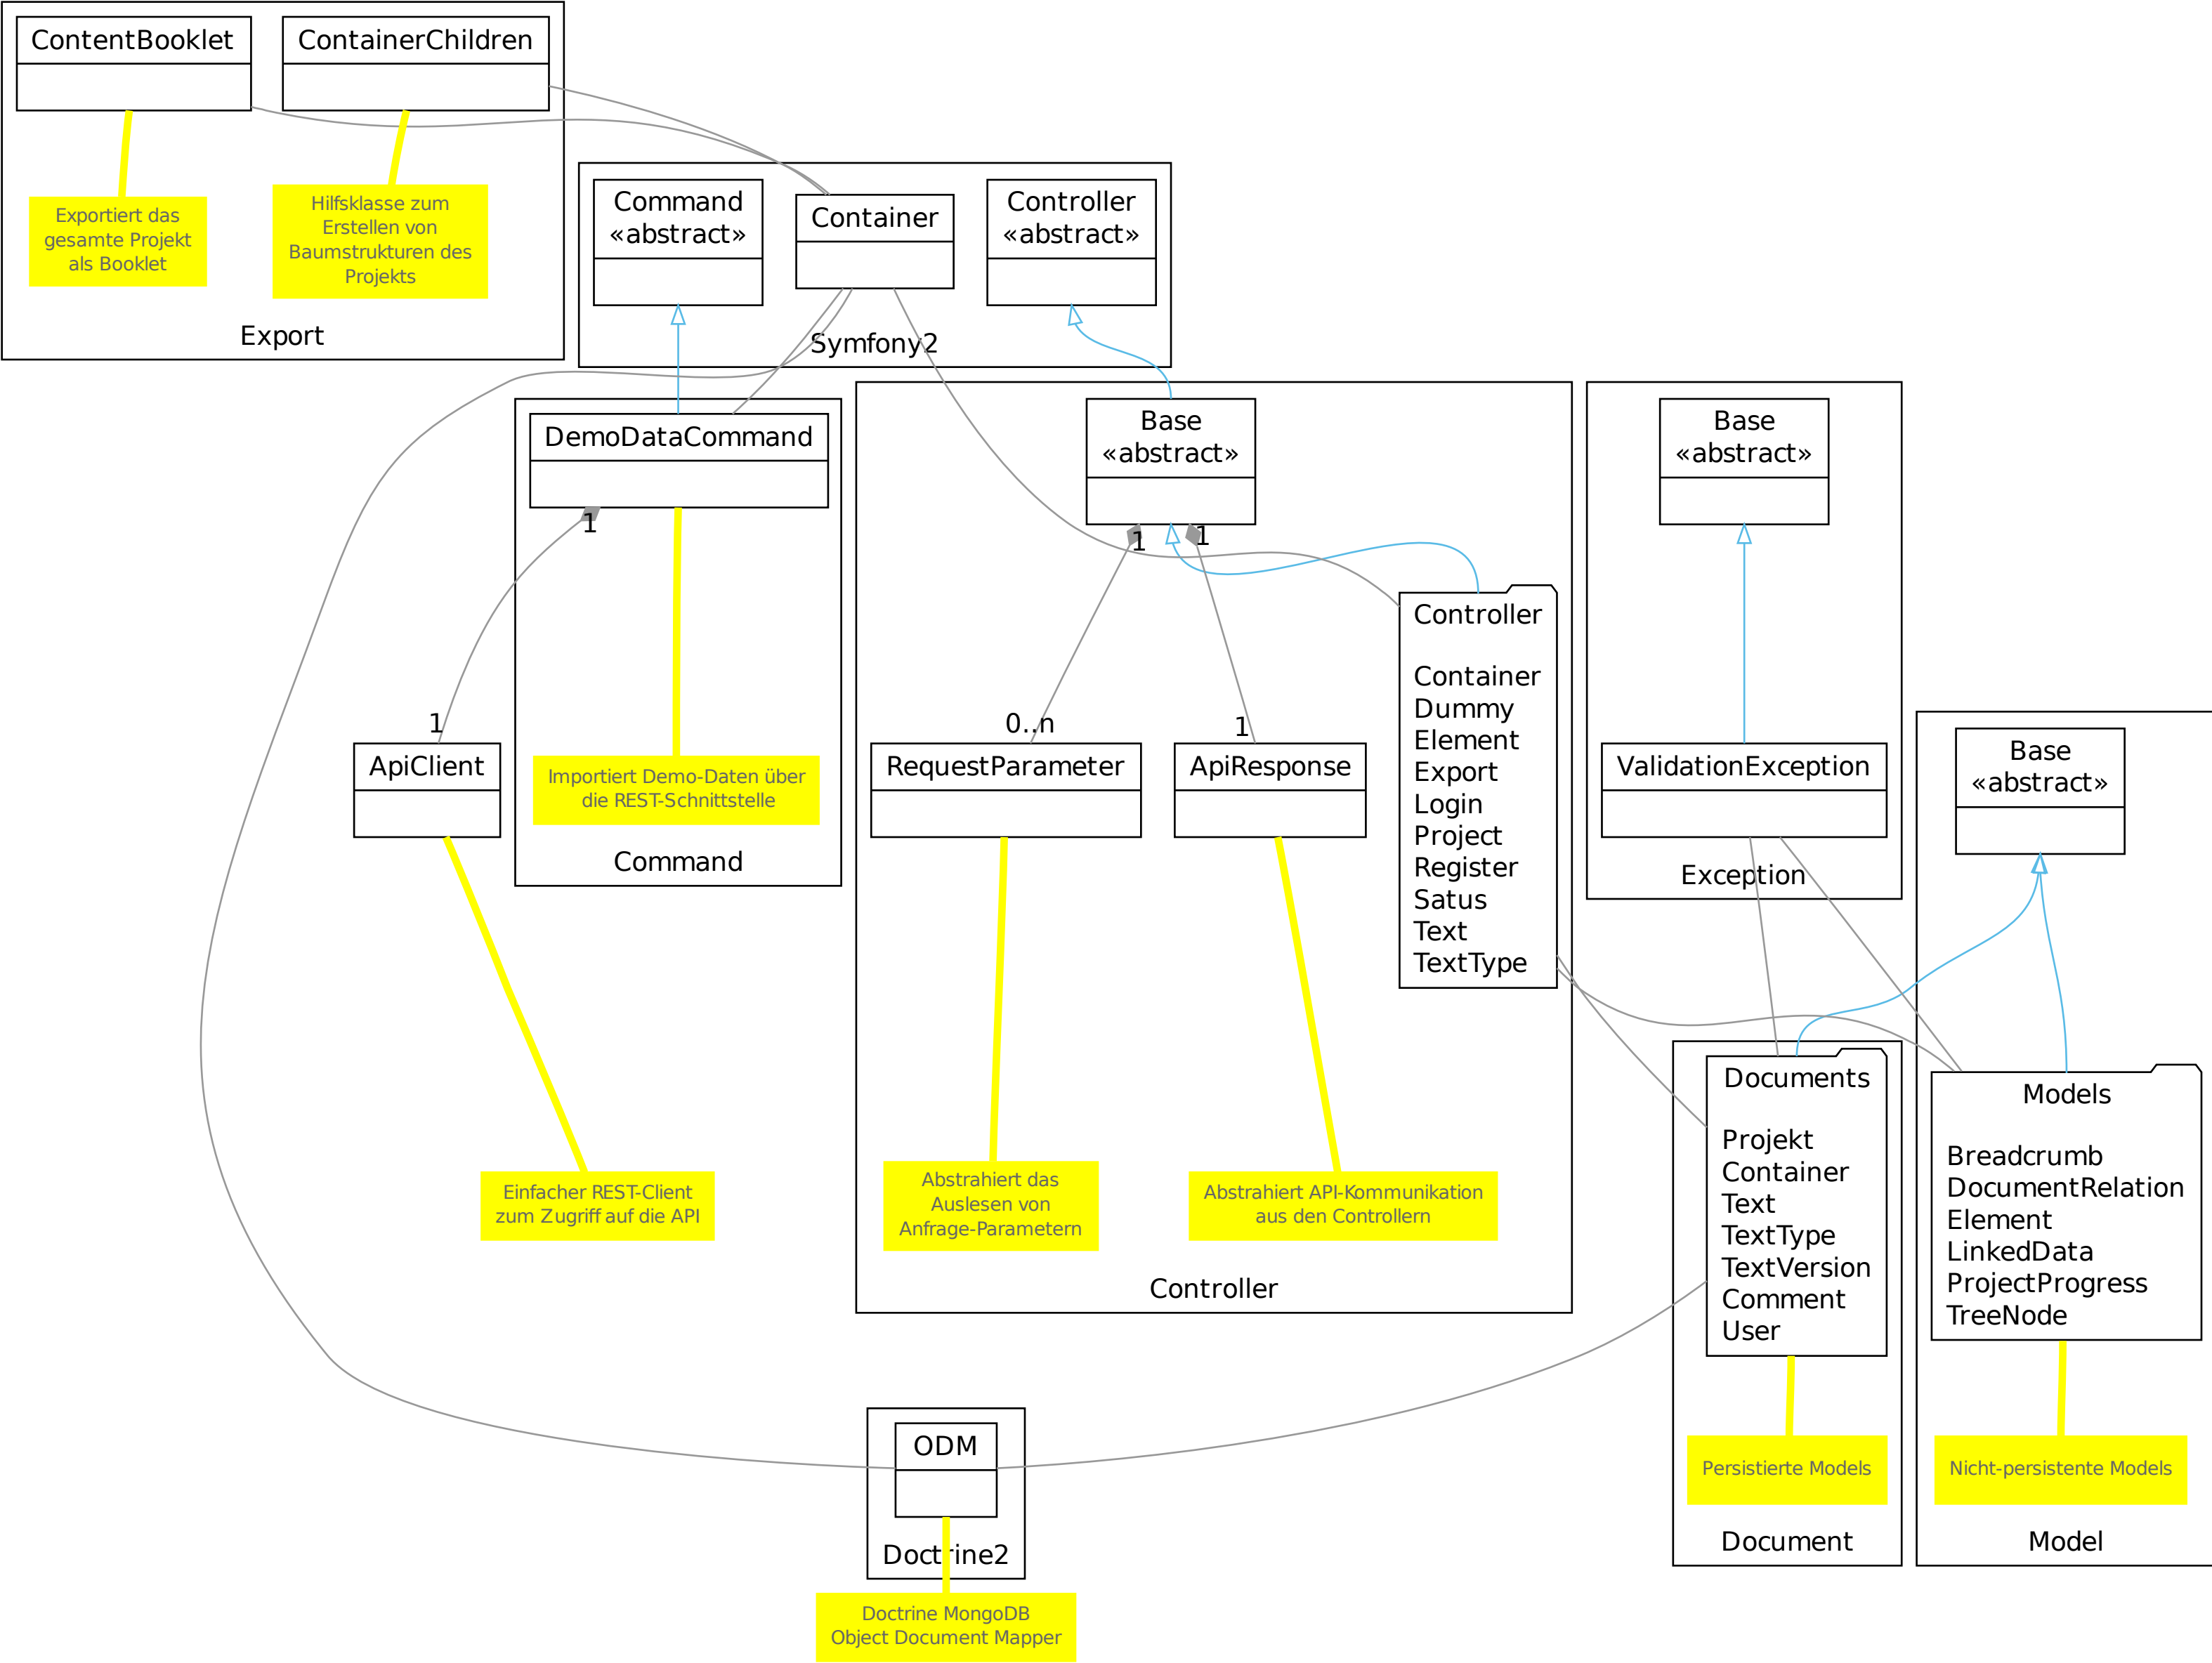 ContentBooklet
ContainerChildren
Exportiert das
gesamte Projekt
als Booklet
Hilfsklasse zum
Erstellen von
Baumstrukturen des
Projekts
Export
Command
«abstract»
Container
Controller
«abstract»
Symfony2
DemoDataCommand
1
1
ApiClient
Importiert Demo-Daten über
die REST-Schnittstelle
Command
Einfacher REST-Client
zum Zugriff auf die API
Base
«abstract»
1
1
0..n
1
RequestParameter
ApiResponse
Controller
Container
Dummy
Element
Export
Login
Project
Register
Satus
Text
TextType
Abstrahiert das
Auslesen von
Anfrage-Parametern
Abstrahiert API-Kommunikation
aus den Controllern
Controller
Base
«abstract»
ValidationException
Exception
Base
«abstract»
Documents
Projekt
Container
Text
TextType
TextVersion
Comment
User
Persistierte Models
Document
Models
Breadcrumb
DocumentRelation
Element
LinkedData
ProjectProgress
TreeNode
Nicht-persistente Models
Model
ODM
Doctrine2
Doctrine MongoDB
Object Document Mapper